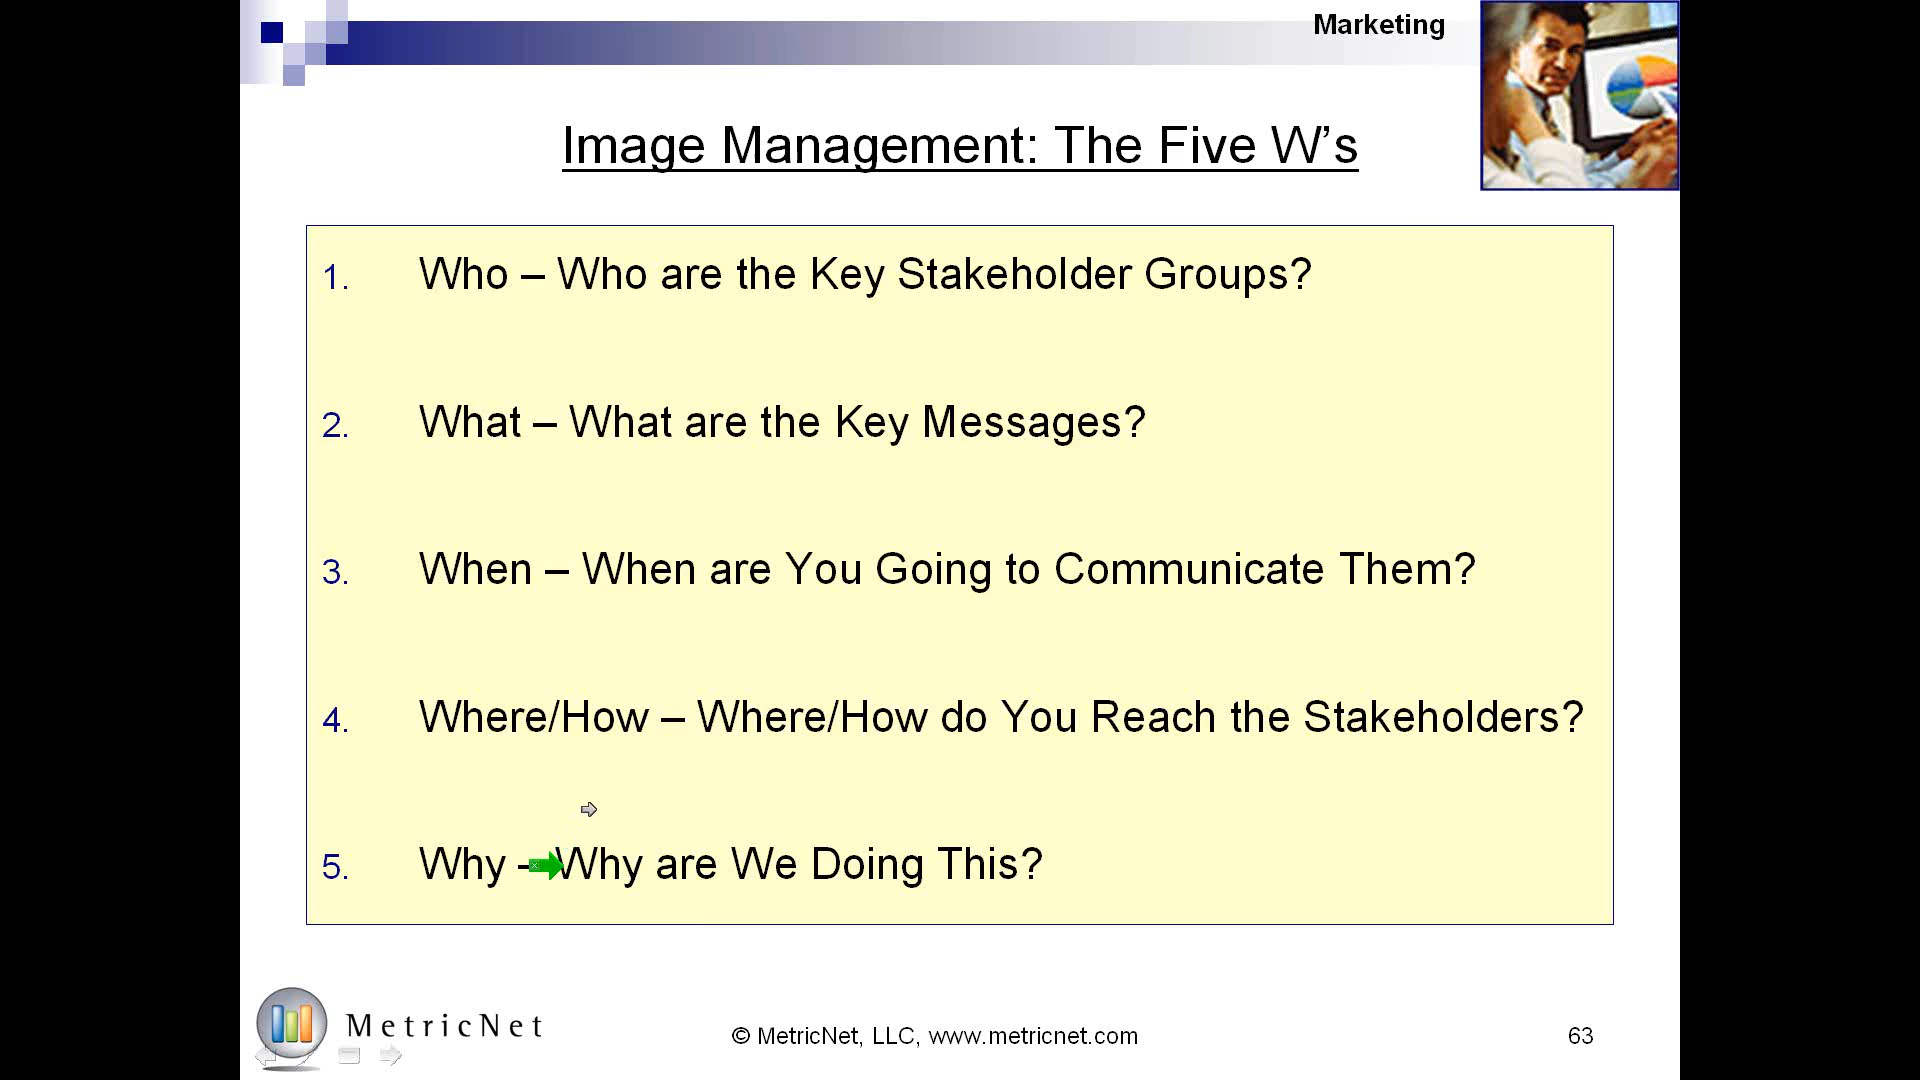 Marketing
Image Management: The Five W’s
1. Who – Who are the Key Stakeholder Groups?
2. What – What are the Key Messages?
3. When – When are You Going to Communicate Them?
4. Where/How – Where/How do You Reach the Stakeholders?
5. Why – Why are We Doing This?
MetricNet
© MetricNet, LLC, www.metricnet.com
63